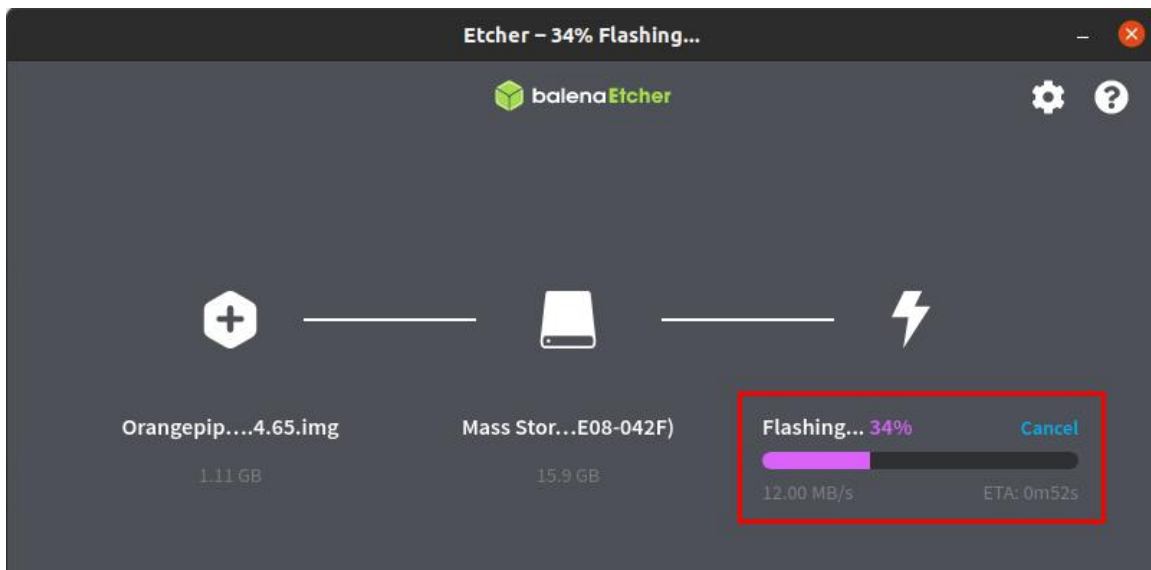 Etcher – 34% Flashing...
balenaEtcher
Orangepip....4.65.img
Mass Stor...E08-042F)
Flashing... 34%
Cancel
1.11 GB
15.9 GB
12.00 MB/s
ETA: 0m52s